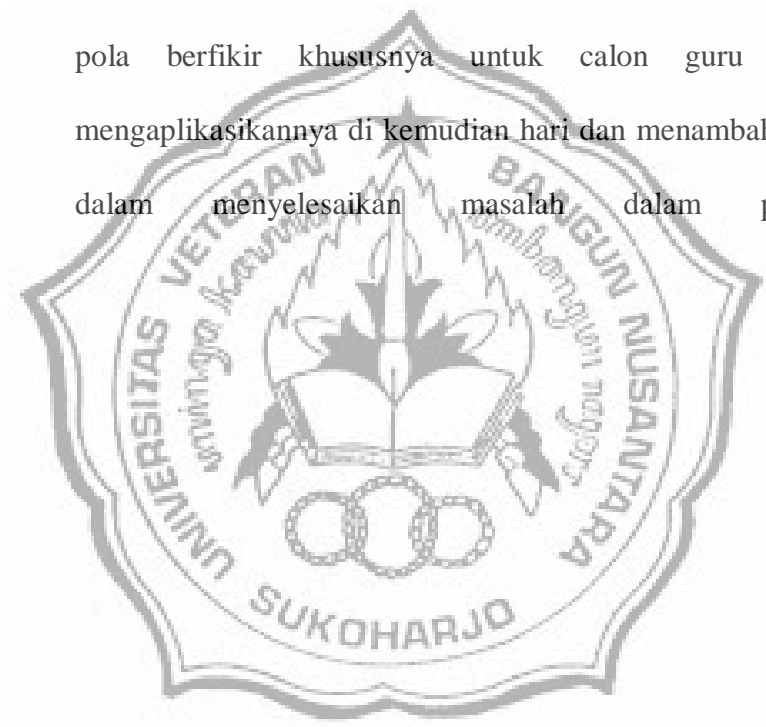 pola berfikir khususnya untuk calon guru
mengaplikasikannya di kemudian hari dan menambah
dalam menyelesaikan masalah dalam p
UNIVERSITAS VETERAN BANGUN NUSANTARA
SUKOHARJO